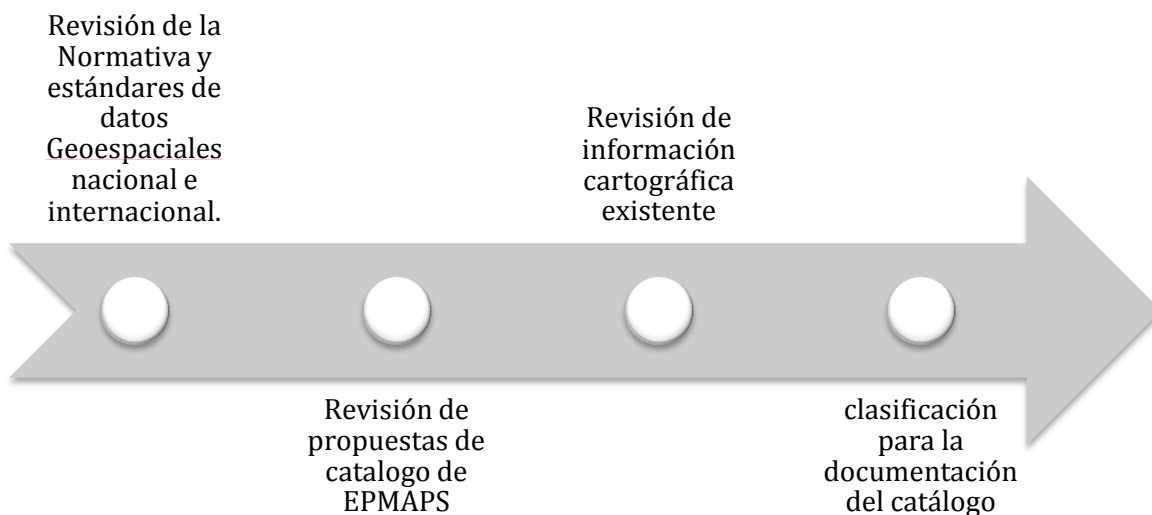 Revisión de la
Normativa y
estándares de
datos
Geoespaciales
nacional e
internacional.
Revisión de
propuestas de
catalogo de
EPMAPS
Revisión de
información
cartográfica
existente
clasificación
para la
documentación
del catálogo